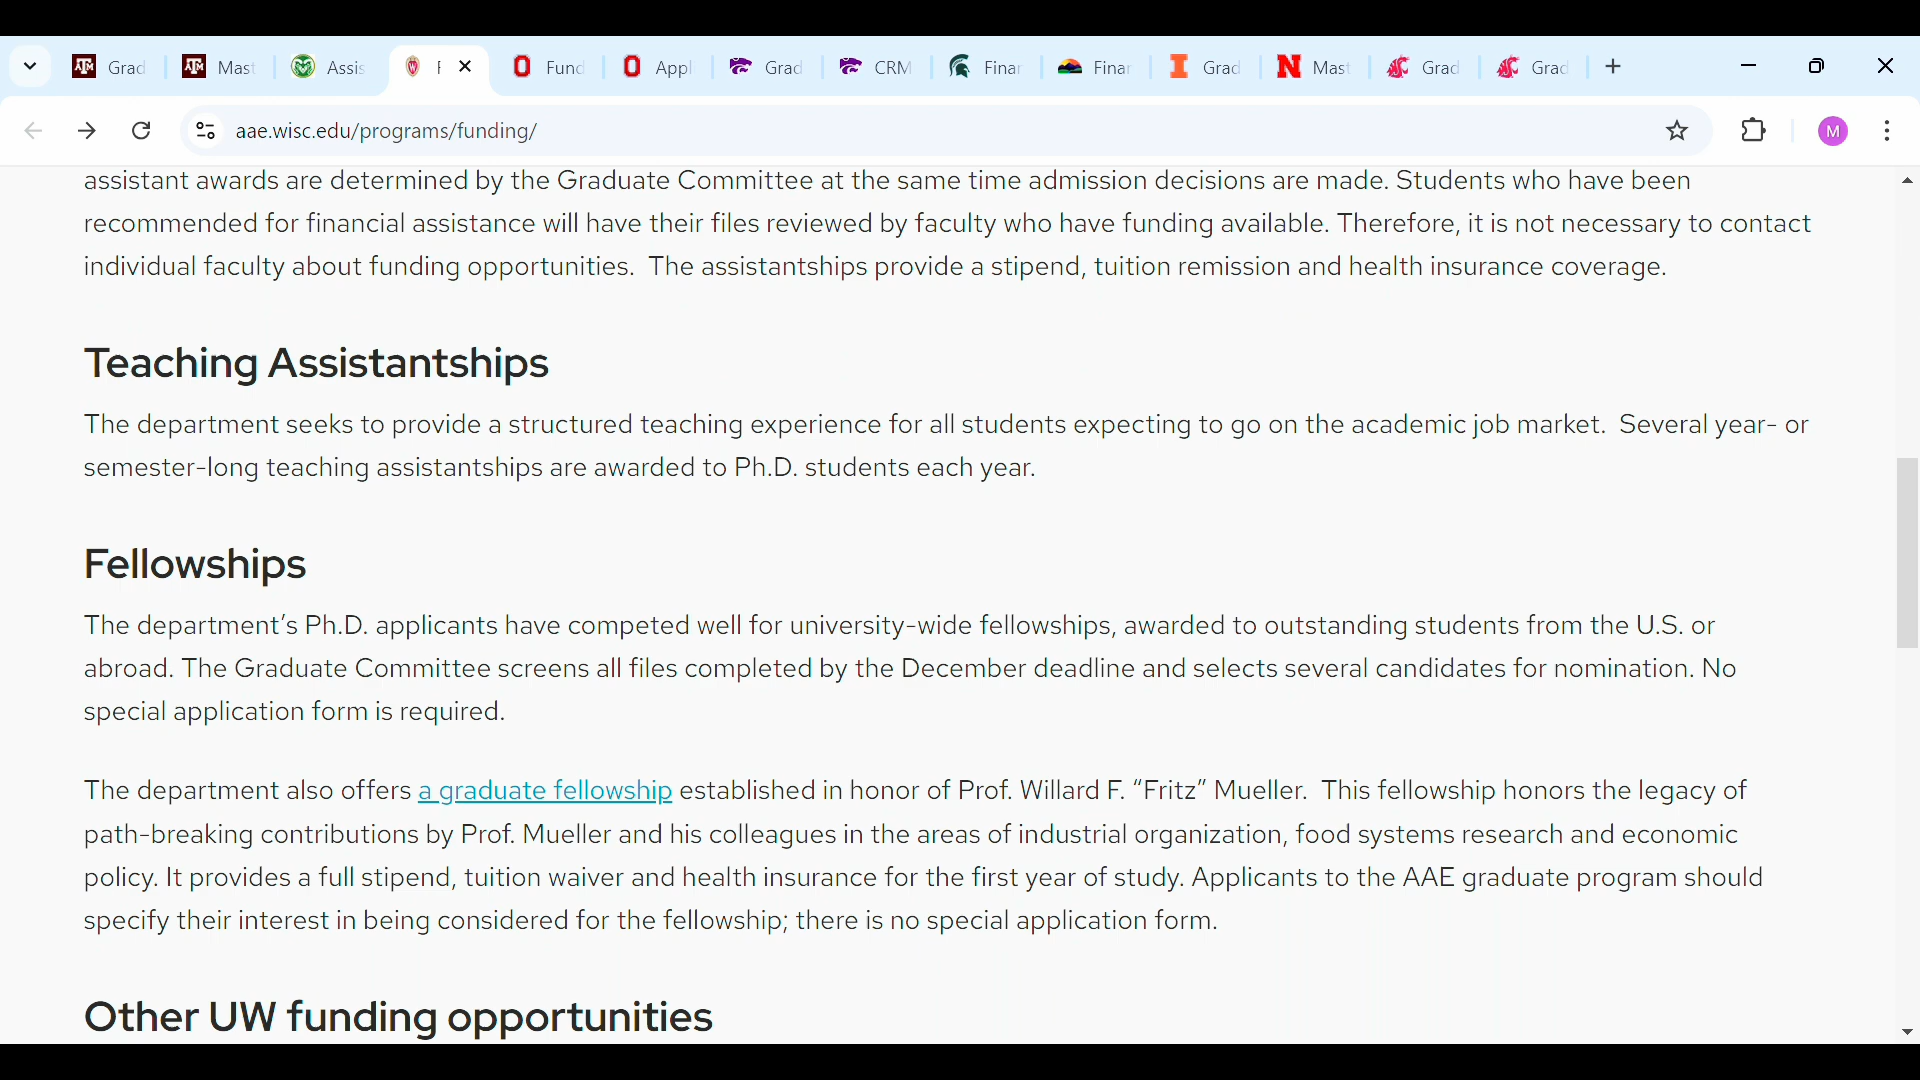 Grad
Mast
Assis
F
Fund
Appl
Grad
CRM
Finar
Finar
Grad
Mast
Grad
Grad
aae.wisc.edu/programs/funding/
M
assistant awards are determined by the Graduate Committee at the same time admission decisions are made. Students who have been
recommended for financial assistance will have their files reviewed by faculty who have funding available. Therefore, it is not necessary to contact
individual faculty about funding opportunities.  The assistantships provide a stipend, tuition remission and health insurance coverage.
Teaching Assistantships
The department seeks to provide a structured teaching experience for all students expecting to go on the academic job market.  Several year- or
semester-long teaching assistantships are awarded to Ph.D. students each year.
Fellowships
The department’s Ph.D. applicants have competed well for university-wide fellowships, awarded to outstanding students from the U.S. or
abroad. The Graduate Committee screens all files completed by the December deadline and selects several candidates for nomination. No
special application form is required.
The department also offers a graduate fellowship established in honor of Prof. Willard F. “Fritz” Mueller.  This fellowship honors the legacy of
path-breaking contributions by Prof. Mueller and his colleagues in the areas of industrial organization, food systems research and economic
policy. It provides a full stipend, tuition waiver and health insurance for the first year of study. Applicants to the AAE graduate program should
specify their interest in being considered for the fellowship; there is no special application form.
Other UW funding opportunities